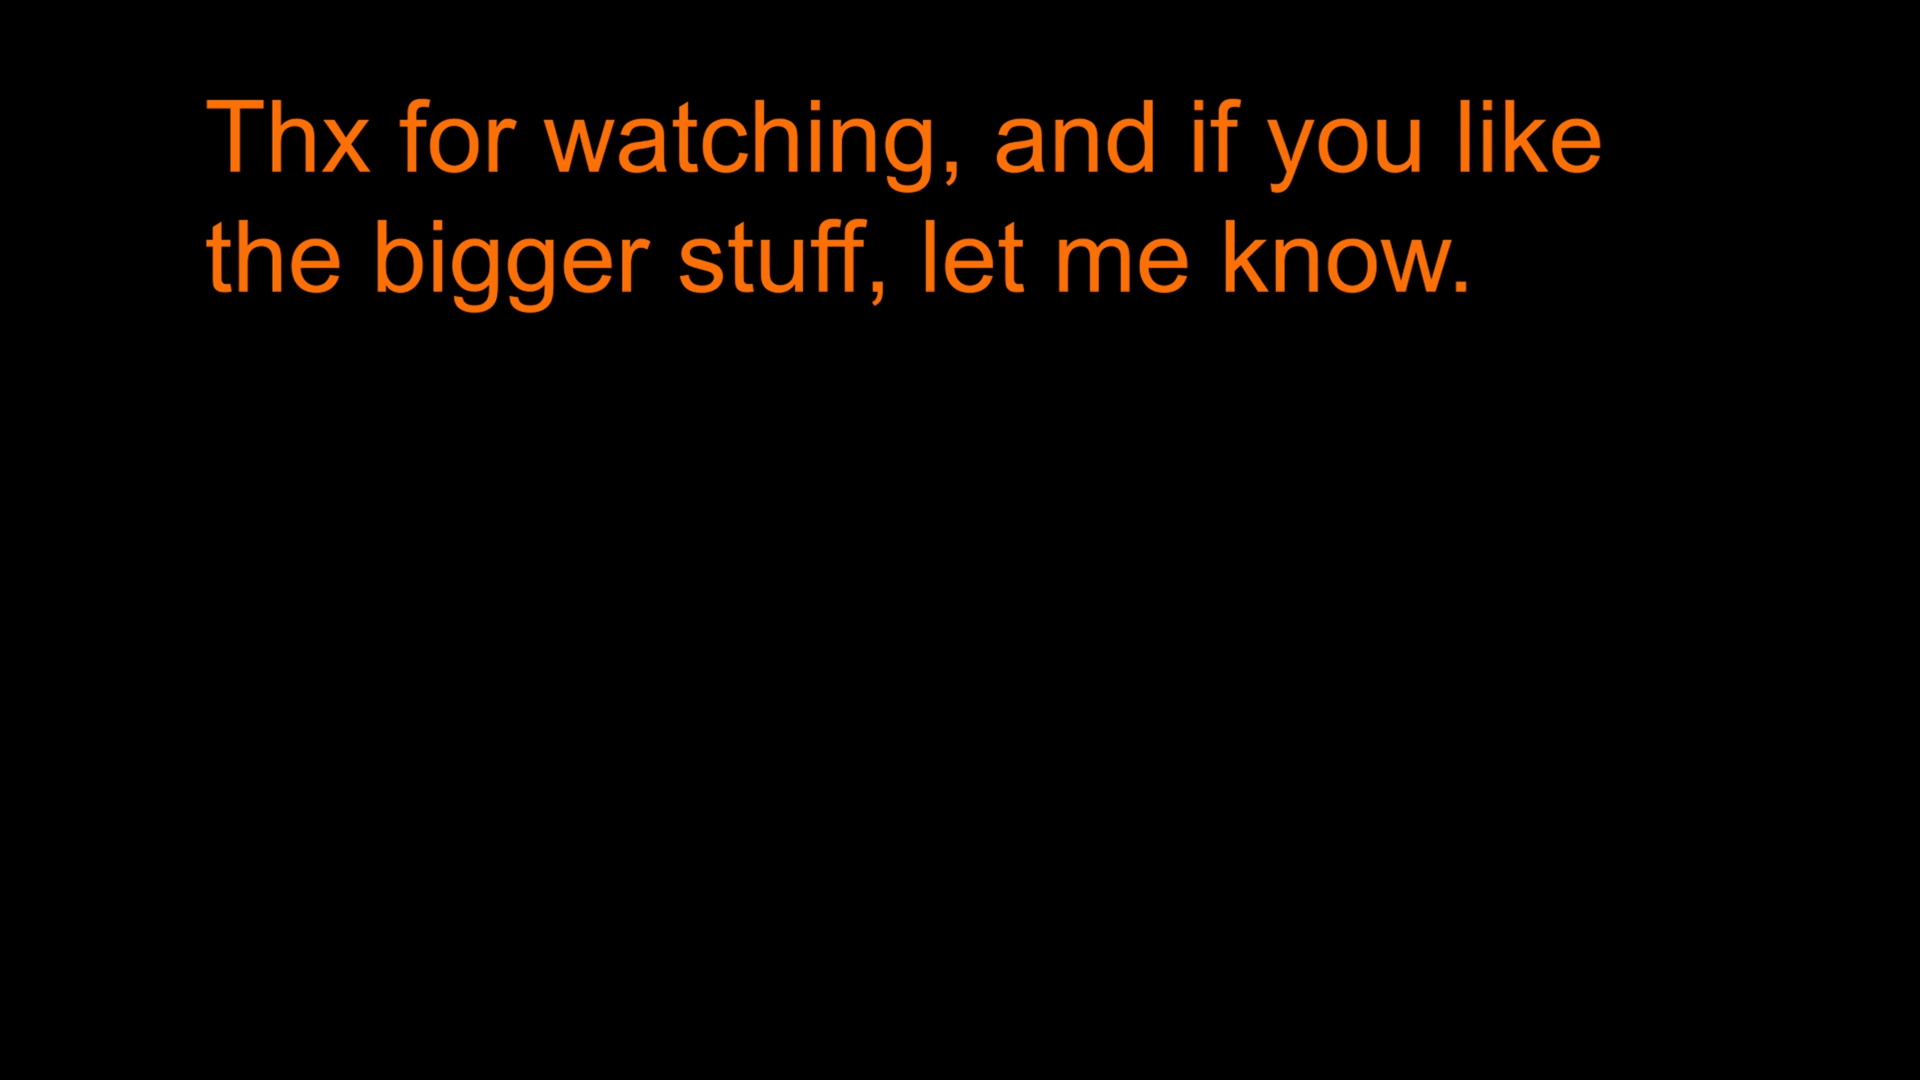 Thx for watching, and if you like
the bigger stuff, let me know.